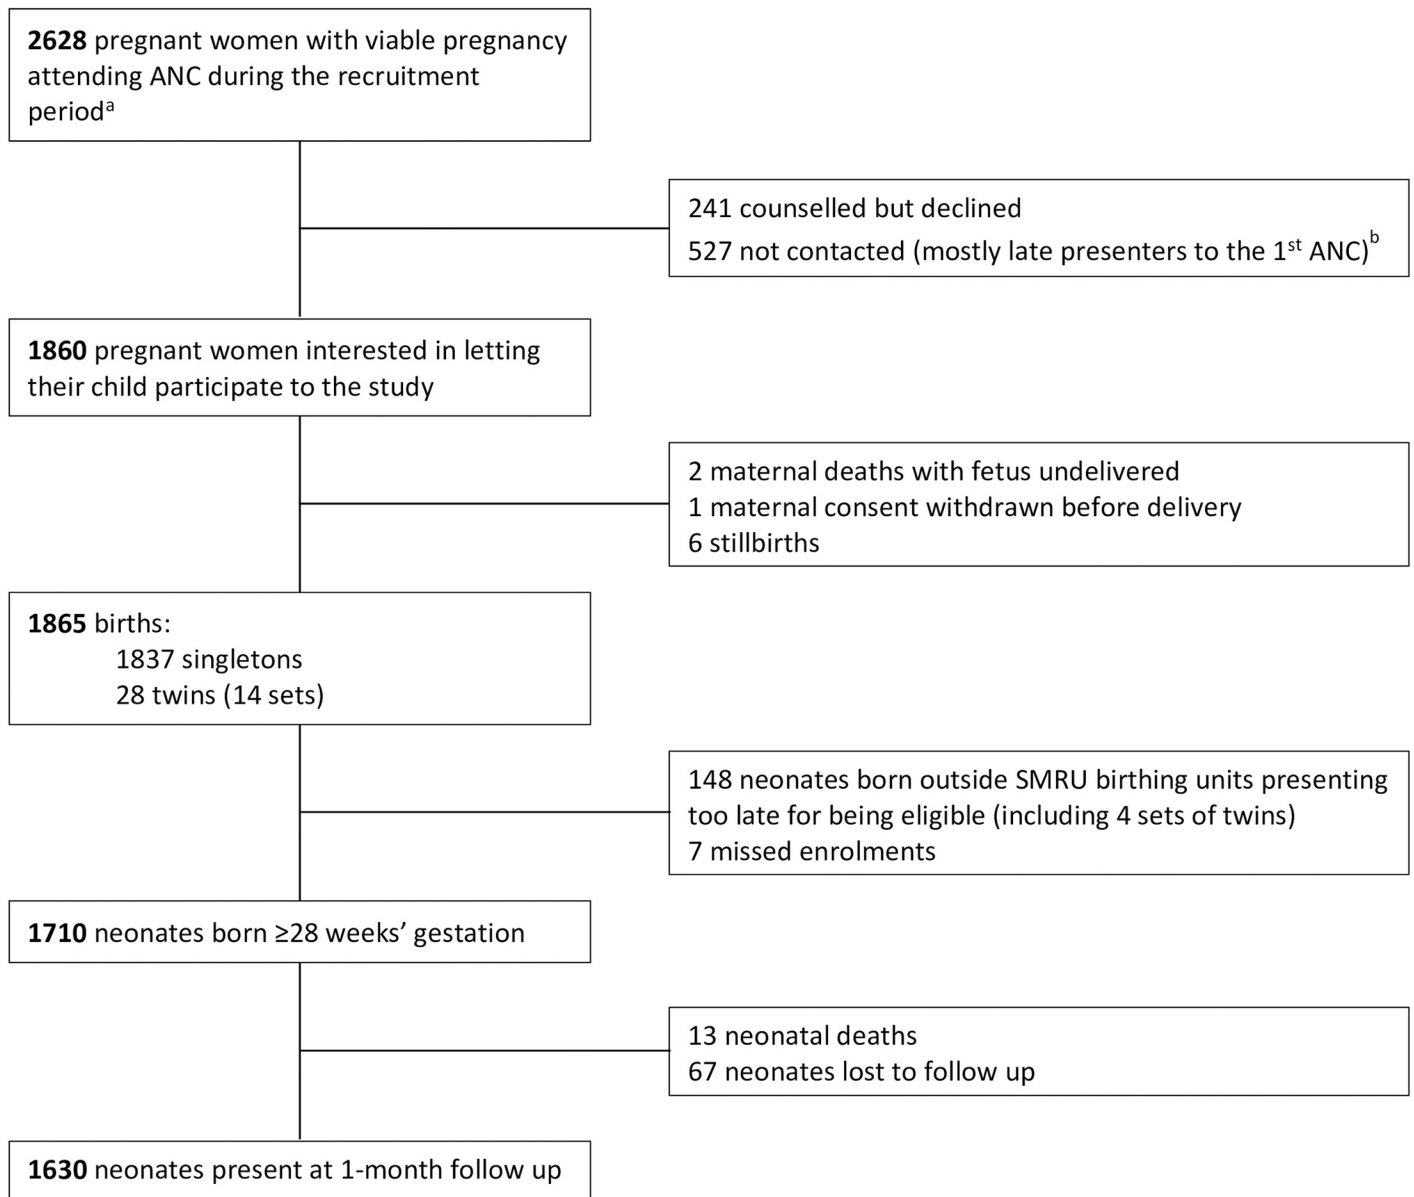 2628 pregnant women with viable pregnancy
attending ANC during the recruitment
periodᵃ
241 counselled but declined
527 not contacted (mostly late presenters to the 1ˢᵗ ANC)ᵇ
1860 pregnant women interested in letting
their child participate to the study
2 maternal deaths with fetus undelivered
1 maternal consent withdrawn before delivery
6 stillbirths
1865 births:
1837 singletons
28 twins (14 sets)
148 neonates born outside SMRU birthing units presenting
too late for being eligible (including 4 sets of twins)
7 missed enrolments
1710 neonates born ≥28 weeks’ gestation
13 neonatal deaths
67 neonates lost to follow up
1630 neonates present at 1-month follow up